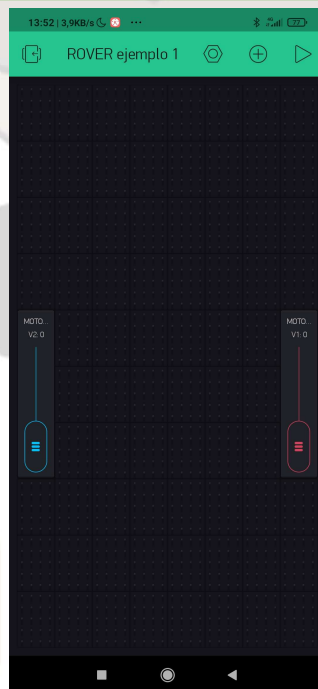 13:52 | 3,9KB/s
ROVER ejemplo 1
MOTO...
V2: 0
MOTO...
V1: 0